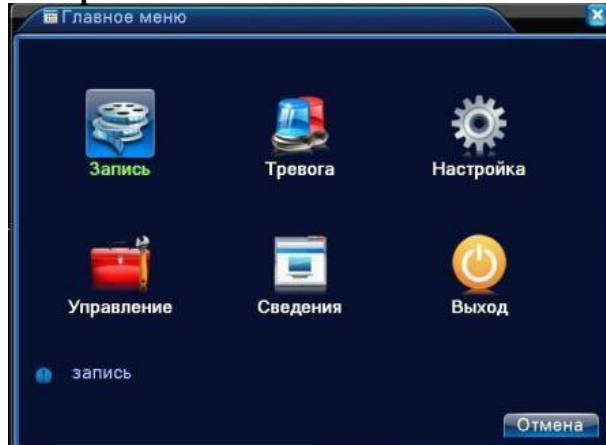 Главное меню
Запись Тревога Настройка
Управление Сведения Выход
запись
Отмена